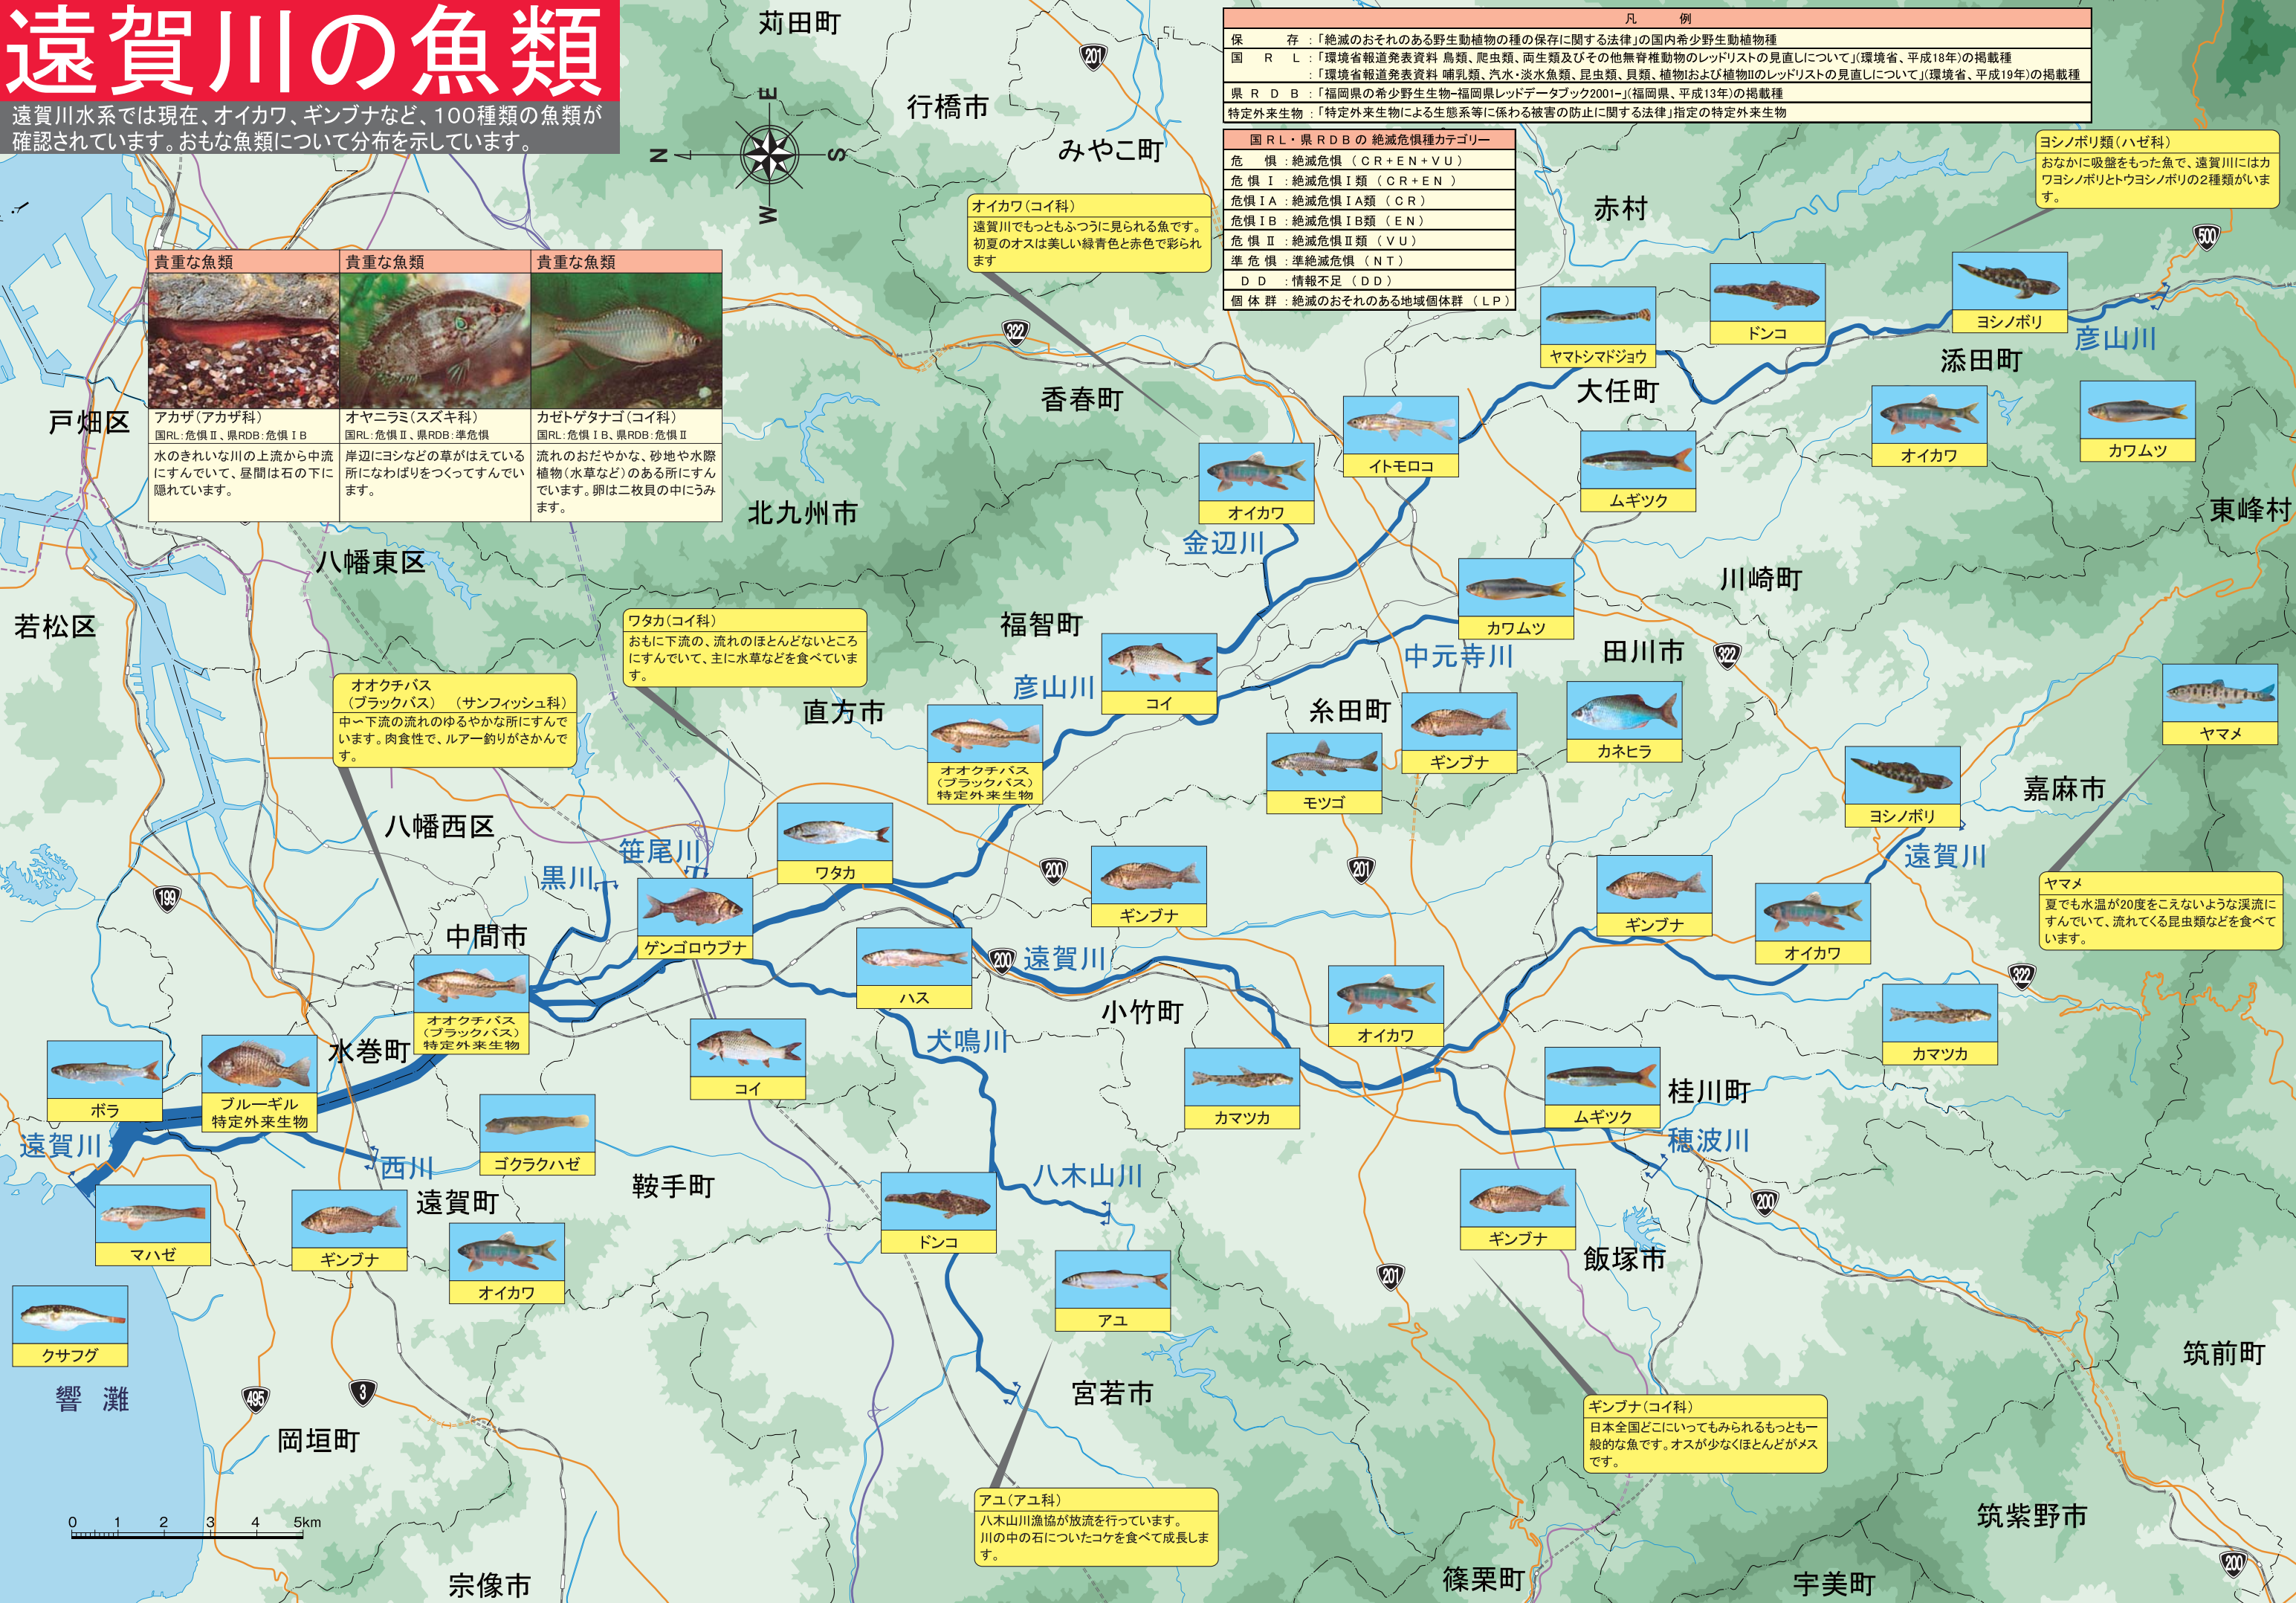 遠賀川の魚類
遠賀川水系では現在、オイカワ、ギンブナなど、100種類の魚類が
確認されています。おもな魚類について分布を示しています。
凡 例
保 存 :「絶滅のおそれのある野生動植物の種の保存に関する法律」の国内希少野生動植物種
国 R L :「環境省報道発表資料 鳥類、爬虫類、両生類及びその他無脊椎動物のレッドリストの見直しについて」(環境省、平成18年)の掲載種
:「環境省報道発表資料 哺乳類、汽水・淡水魚類、昆虫類、貝類、植物Iおよび植物IIのレッドリストの見直しについて」(環境省、平成19年)の掲載種
県 R D B :「福岡県の希少野生生物−福岡県レッドデータブック2001−」(福岡県、平成13年)の掲載種
特定外来生物 :「特定外来生物による生態系等に係わる被害の防止に関する法律」指定の特定外来生物
国RL・県RDBの絶滅危惧種カテゴリー
危 惧 : 絶滅危惧 (CR+EN+VU)
危 惧 I : 絶滅危惧I類 (CR+EN)
危惧IA : 絶滅危惧IA類 (CR)
危惧IB : 絶滅危惧IB類 (EN)
危 惧 II : 絶滅危惧II類 (VU)
準 危 惧 : 準絶滅危惧 (NT)
D D : 情報不足 (DD)
個 体 群 : 絶滅のおそれのある地域個体群 (LP)
N
E
S
W
貴重な魚類
アカザ(アカザ科)
国RL:危惧II、県RDB:危惧IB
水のきれいな川の上流から中流
にすんでいて、昼間は石の下に
隠れています。
貴重な魚類
オヤニラミ(スズキ科)
国RL:危惧II、県RDB:準危惧
岸辺にヨシなどの草がはえている
所になわばりをつくってすんでい
ます。
貴重な魚類
カゼトゲタナゴ(コイ科)
国RL:危惧IB、県RDB:危惧II
流れのおだやかな、砂地や水際
植物(水草など)のある所にすん
でいます。卵は二枚貝の中にうみ
ます。
オイカワ(コイ科)
遠賀川でもっともふつうに見られる魚です。
初夏のオスは美しい緑青色と赤色で彩られ
ます
ヨシノボリ類(ハゼ科)
おなかに吸盤をもった魚で、遠賀川にはカ
ワヨシノボリとトウヨシノボリの2種類がいま
す。
ワタカ(コイ科)
おもに下流の、流れのほとんどないところ
にすんでいて、主に水草などを食べていま
す。
オオクチバス
(ブラックバス) (サンフィッシュ科)
中〜下流の流れのゆるやかな所にすんで
います。肉食性で、ルアー釣りがさかんで
す。
ヤマメ
夏でも水温が20度をこえないような渓流に
すんでいて、流れてくる昆虫類などを食べて
います。
ギンブナ(コイ科)
日本全国どこにいってもみられるもっとも一
般的な魚です。オスが少なくほとんどがメス
です。
アユ(アユ科)
八木山川漁協が放流を行っています。
川の中の石についたコケを食べて成長しま
す。
苅田町
行橋市
みやこ町
赤村
201
500
322
ヤマトシマドジョウ
ドンコ
ヨシノボリ
彦山川
添田町
大任町
香春町
戸畑区
オイカワ
イトモロコ
ムギツク
オイカワ
カワムツ
東峰村
北九州市
金辺川
八幡東区
若松区
福智町
川崎町
カワムツ
中元寺川
田川市
322
彦山川
コイ
糸田町
直方市
オオクチバス
(ブラックバス)
特定外来生物
ギンブナ
カネヒラ
モツゴ
ヤマメ
ヨシノボリ
嘉麻市
遠賀川
八幡西区
笹尾川
黒川
ワタカ
200
201
ギンブナ
ギンブナ
オイカワ
199
中間市
ゲンゴロウブナ
ハス
200
遠賀川
322
小竹町
オイカワ
カマツカ
オオクチバス
(ブラックバス)
特定外来生物
犬鳴川
コイ
水巻町
ボラ
ブルーギル
特定外来生物
カマツカ
ムギツク
桂川町
穂波川
遠賀川
西川
ゴクラクハゼ
鞍手町
八木山川
遠賀町
マハゼ
ギンブナ
オイカワ
ドンコ
ギンブナ
200
飯塚市
アユ
201
クサフグ
響 灘
宮若市
筑前町
495
3
岡垣町
0 1 2 3 4 5km
宗像市
筑紫野市
篠栗町
宇美町
200